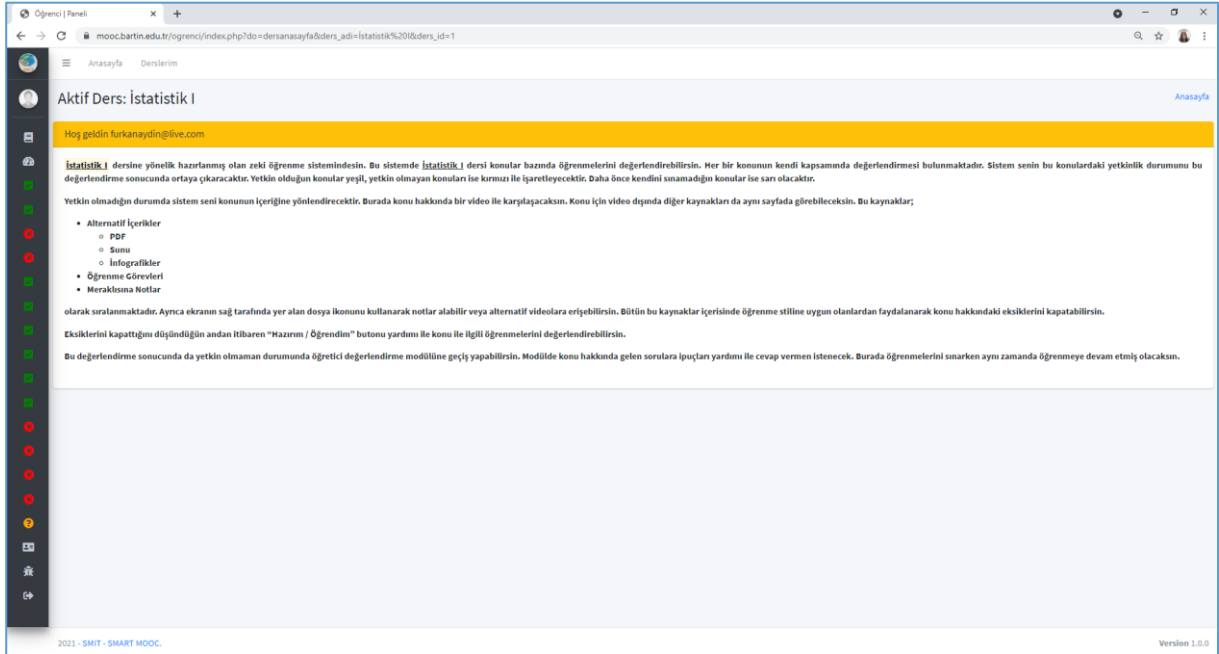 Öğrenci | Paneli
mooc.bartin.edu.tr/ogrenci/index.php?do=dersanasayfa&ders_adi=İstatistik%20I&ders_id=1
Anasayfa Derslerim
Aktif Ders: İstatistik I
Anasayfa
Hoş geldin furkanaydin@live.com
İstatistik I dersine yönelik hazırlanmış olan zeki öğrenme sistemindesin. Bu sistemde İstatistik I dersi konular bazında öğrenmelerini değerlendirebilirsin. Her bir konunun kendi kapsamında değerlendirmesi bulunmaktadır. Sistem senin bu konulardaki yetkinlik durumunu bu
değerlendirme sonucunda ortaya çıkaracaktır. Yetkin olduğun konular yeşil, yetkin olmayan konuları ise kırmızı ile işaretleyecektir. Daha önce kendini sınamadığın konular ise sarı olacaktır.
Yetkin olmadığın durumda sistem seni konunun içeriğine yönlendirecektir. Burada konu hakkında bir video ile karşılaşacaksın. Konu için video dışında diğer kaynakları da aynı sayfada görebileceksin. Bu kaynaklar;
• Alternatif İçerikler
○ PDF
○ Sunu
○ İnfografikler
• Öğrenme Görevleri
• Meraklısına Notlar
olarak sıralanmaktadır. Ayrıca ekranın sağ tarafında yer alan dosya ikonunu kullanarak notlar alabilir veya alternatif videolara erişebilirsin. Bütün bu kaynaklar içerisinde öğrenme stiline uygun olanlardan faydalanarak konu hakkındaki eksiklerini kapatabilirsin.
Eksiklerini kapattığını düşündüğün andan itibaren “Hazırım / Öğrendim” butonu yardımı ile konu ile ilgili öğrenmelerini değerlendirebilirsin.
Bu değerlendirme sonucunda da yetkin olmaman durumunda öğretici değerlendirme modülüne geçiş yapabilirsin. Modülde konu hakkında gelen sorulara ipuçları yardımı ile cevap vermen istenecek. Burada öğrenmelerini sınarken aynı zamanda öğrenmeye devam etmiş olacaksın.
2021 - SMIT - SMART MOOC.
Version 1.0.0